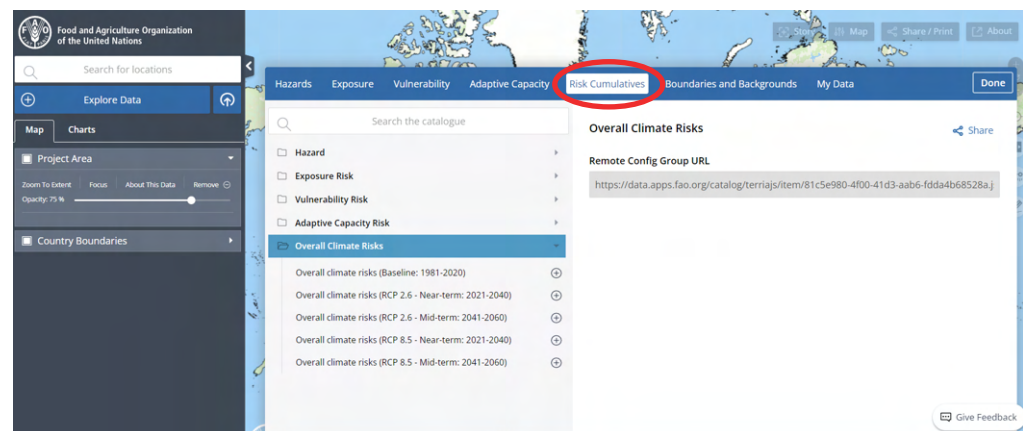 Food and Agriculture Organization
of the United Nations
Search for locations
Explore Data
Map Charts
Project Area
Zoom To Extent Focus About This Data Remove
Opacity: 75 %
Country Boundaries
Story Map Share / Print About
Hazards Exposure Vulnerability Adaptive Capacity Risk Cumulatives Boundaries and Backgrounds My Data Done
Search the catalogue
Hazard
Exposure Risk
Vulnerability Risk
Adaptive Capacity Risk
Overall Climate Risks
Overall climate risks (Baseline: 1981-2020)
Overall climate risks (RCP 2.6 - Near-term: 2021-2040)
Overall climate risks (RCP 2.6 - Mid-term: 2041-2060)
Overall climate risks (RCP 8.5 - Near-term: 2021-2040)
Overall climate risks (RCP 8.5 - Mid-term: 2041-2060)
Overall Climate Risks
Share
Remote Config Group URL
https://data.apps.fao.org/catalog/terriajs/item/81c5e980-4f00-41d3-aab6-fdda4b68528a.j
Give Feedback